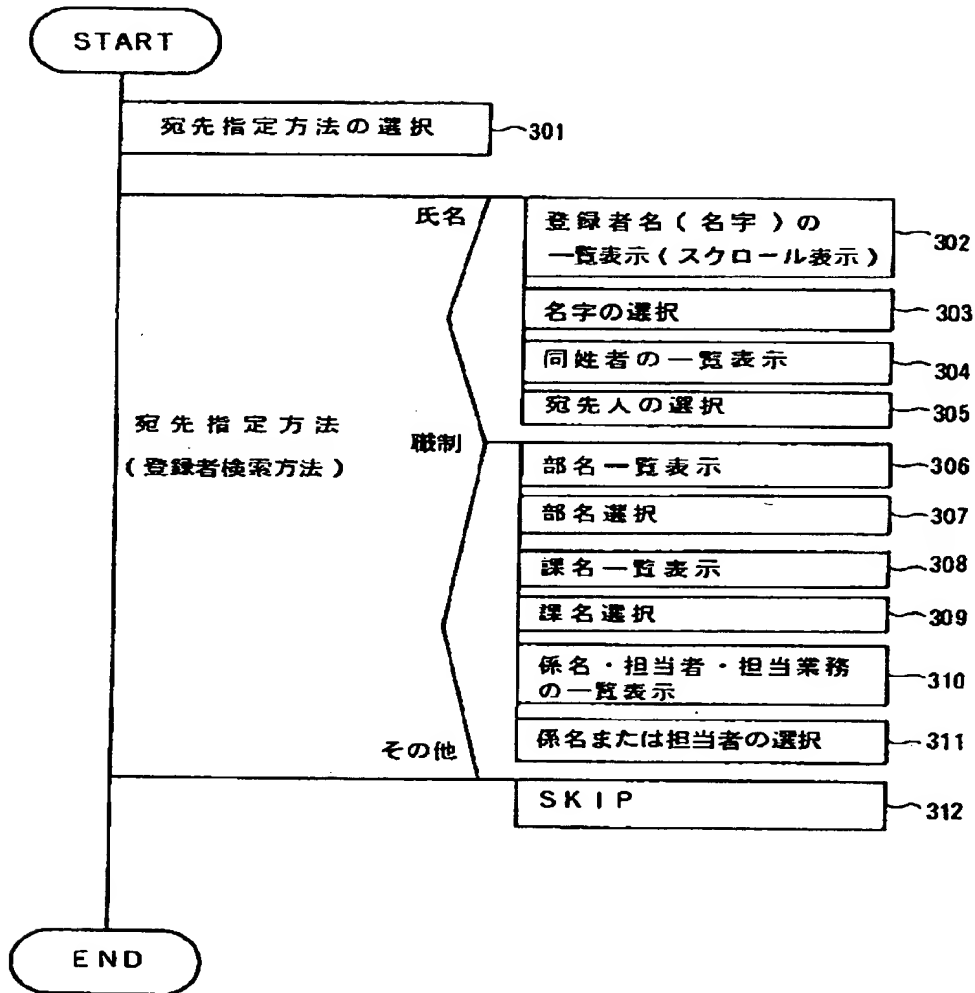 START
宛先指定方法の選択
301
氏名
登録者名(名字)の
一覧表示(スクロール表示)
302
名字の選択
303
同姓者の一覧表示
304
宛先人の選択
305
宛先指定方法
(登録者検索方法)
職制
部名一覧表示
306
部名選択
307
課名一覧表示
308
課名選択
309
係名・担当者・担当業務
の一覧表示
310
係名または担当者の選択
311
その他
SKIP
312
END